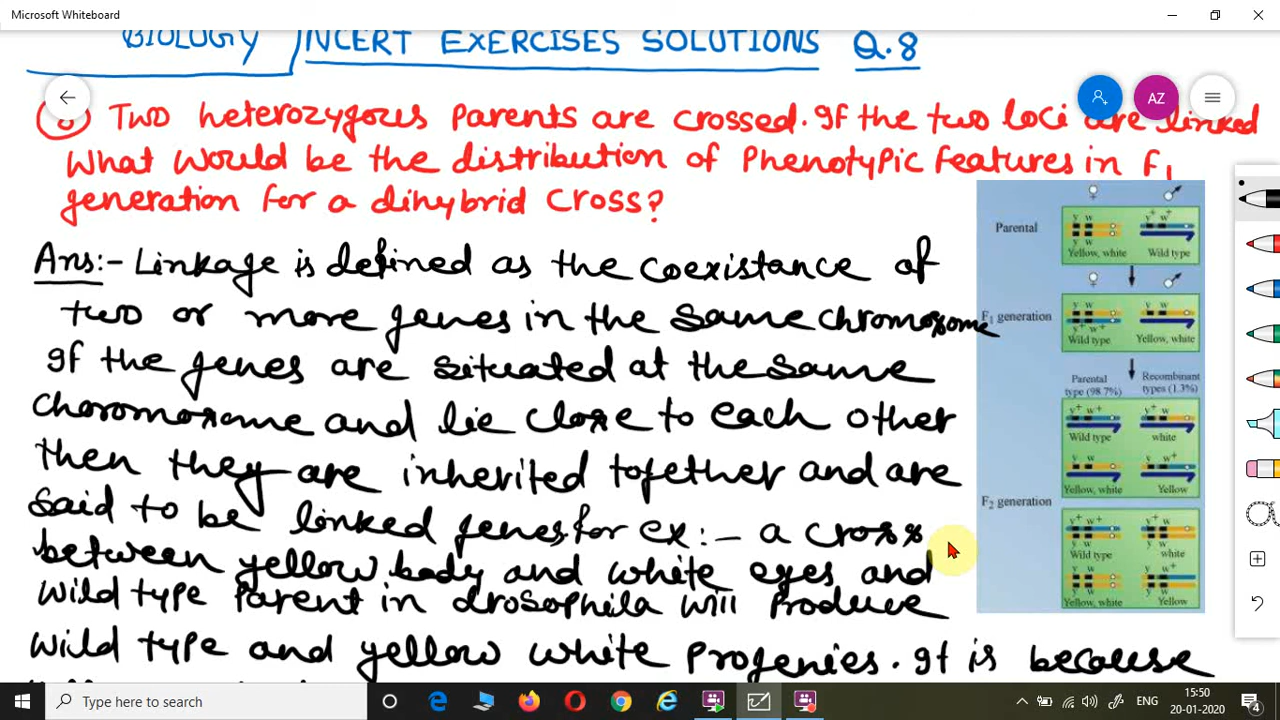 Microsoft Whiteboard
BIOLOGY NCERT EXERCISES SOLUTIONS Q.8
8 Two heterozygous Parents are crossed. If the two loci are linked
What would be the distribution of Phenotypic Features in F1
generation for a dihybrid Cross?
Ans:- Linkage is defined as the coexistance of
two or more genes in the same chromosome
If the genes are situated at the same
choromosome and lie close to each other
then they are inherited together and are
said to be linked genes. for ex:- a cross
between yellow body and white eyes and
wild type Parent in drosophila will Produce
wild type and yellow white Progenies. It is because
AZ
♀ ♂
Parental
y w y+ w+
y w
Yellow, white Wild type
♀ ♂
F1 generation
y w y w
y+ w+
Wild type Yellow, white
Parental type (98.7%)
Recombinant types (1.3%)
y+ w+ y+ w
Wild type white
y w y w+
Yellow, white Yellow
F2 generation
y+ w+ y+ w
y w y w
Wild type white
y w y w+
y w y w
Yellow, white Yellow
Type here to search
ENG
15:50
20-01-2020
4